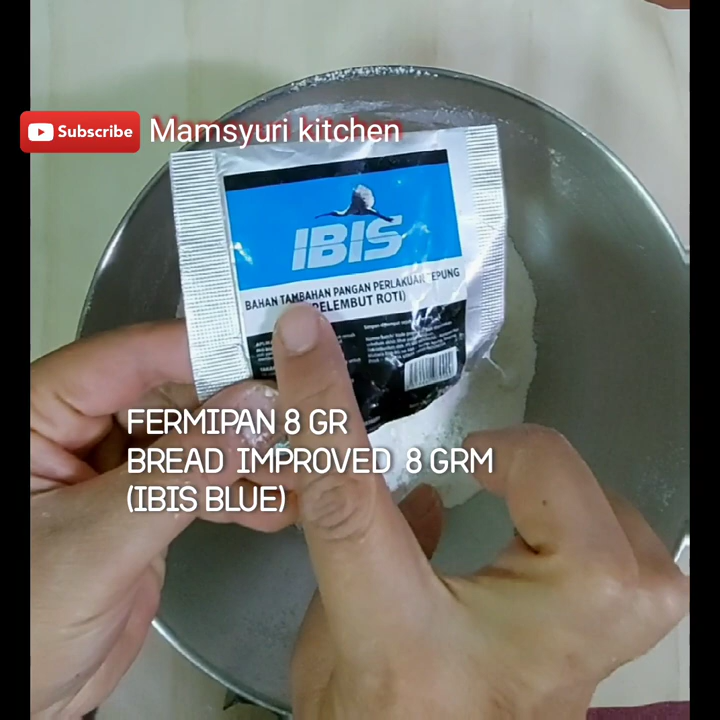 Subscribe Mamsyuri kitchen
IBIS
BAHAN TAMBAHAN PANGAN PERLAKUAN TEPUNG
(PELEMBUT ROTI)
FERMIPAN 8 GR
BREAD IMPROVED 8 GRM
(IBIS BLUE)